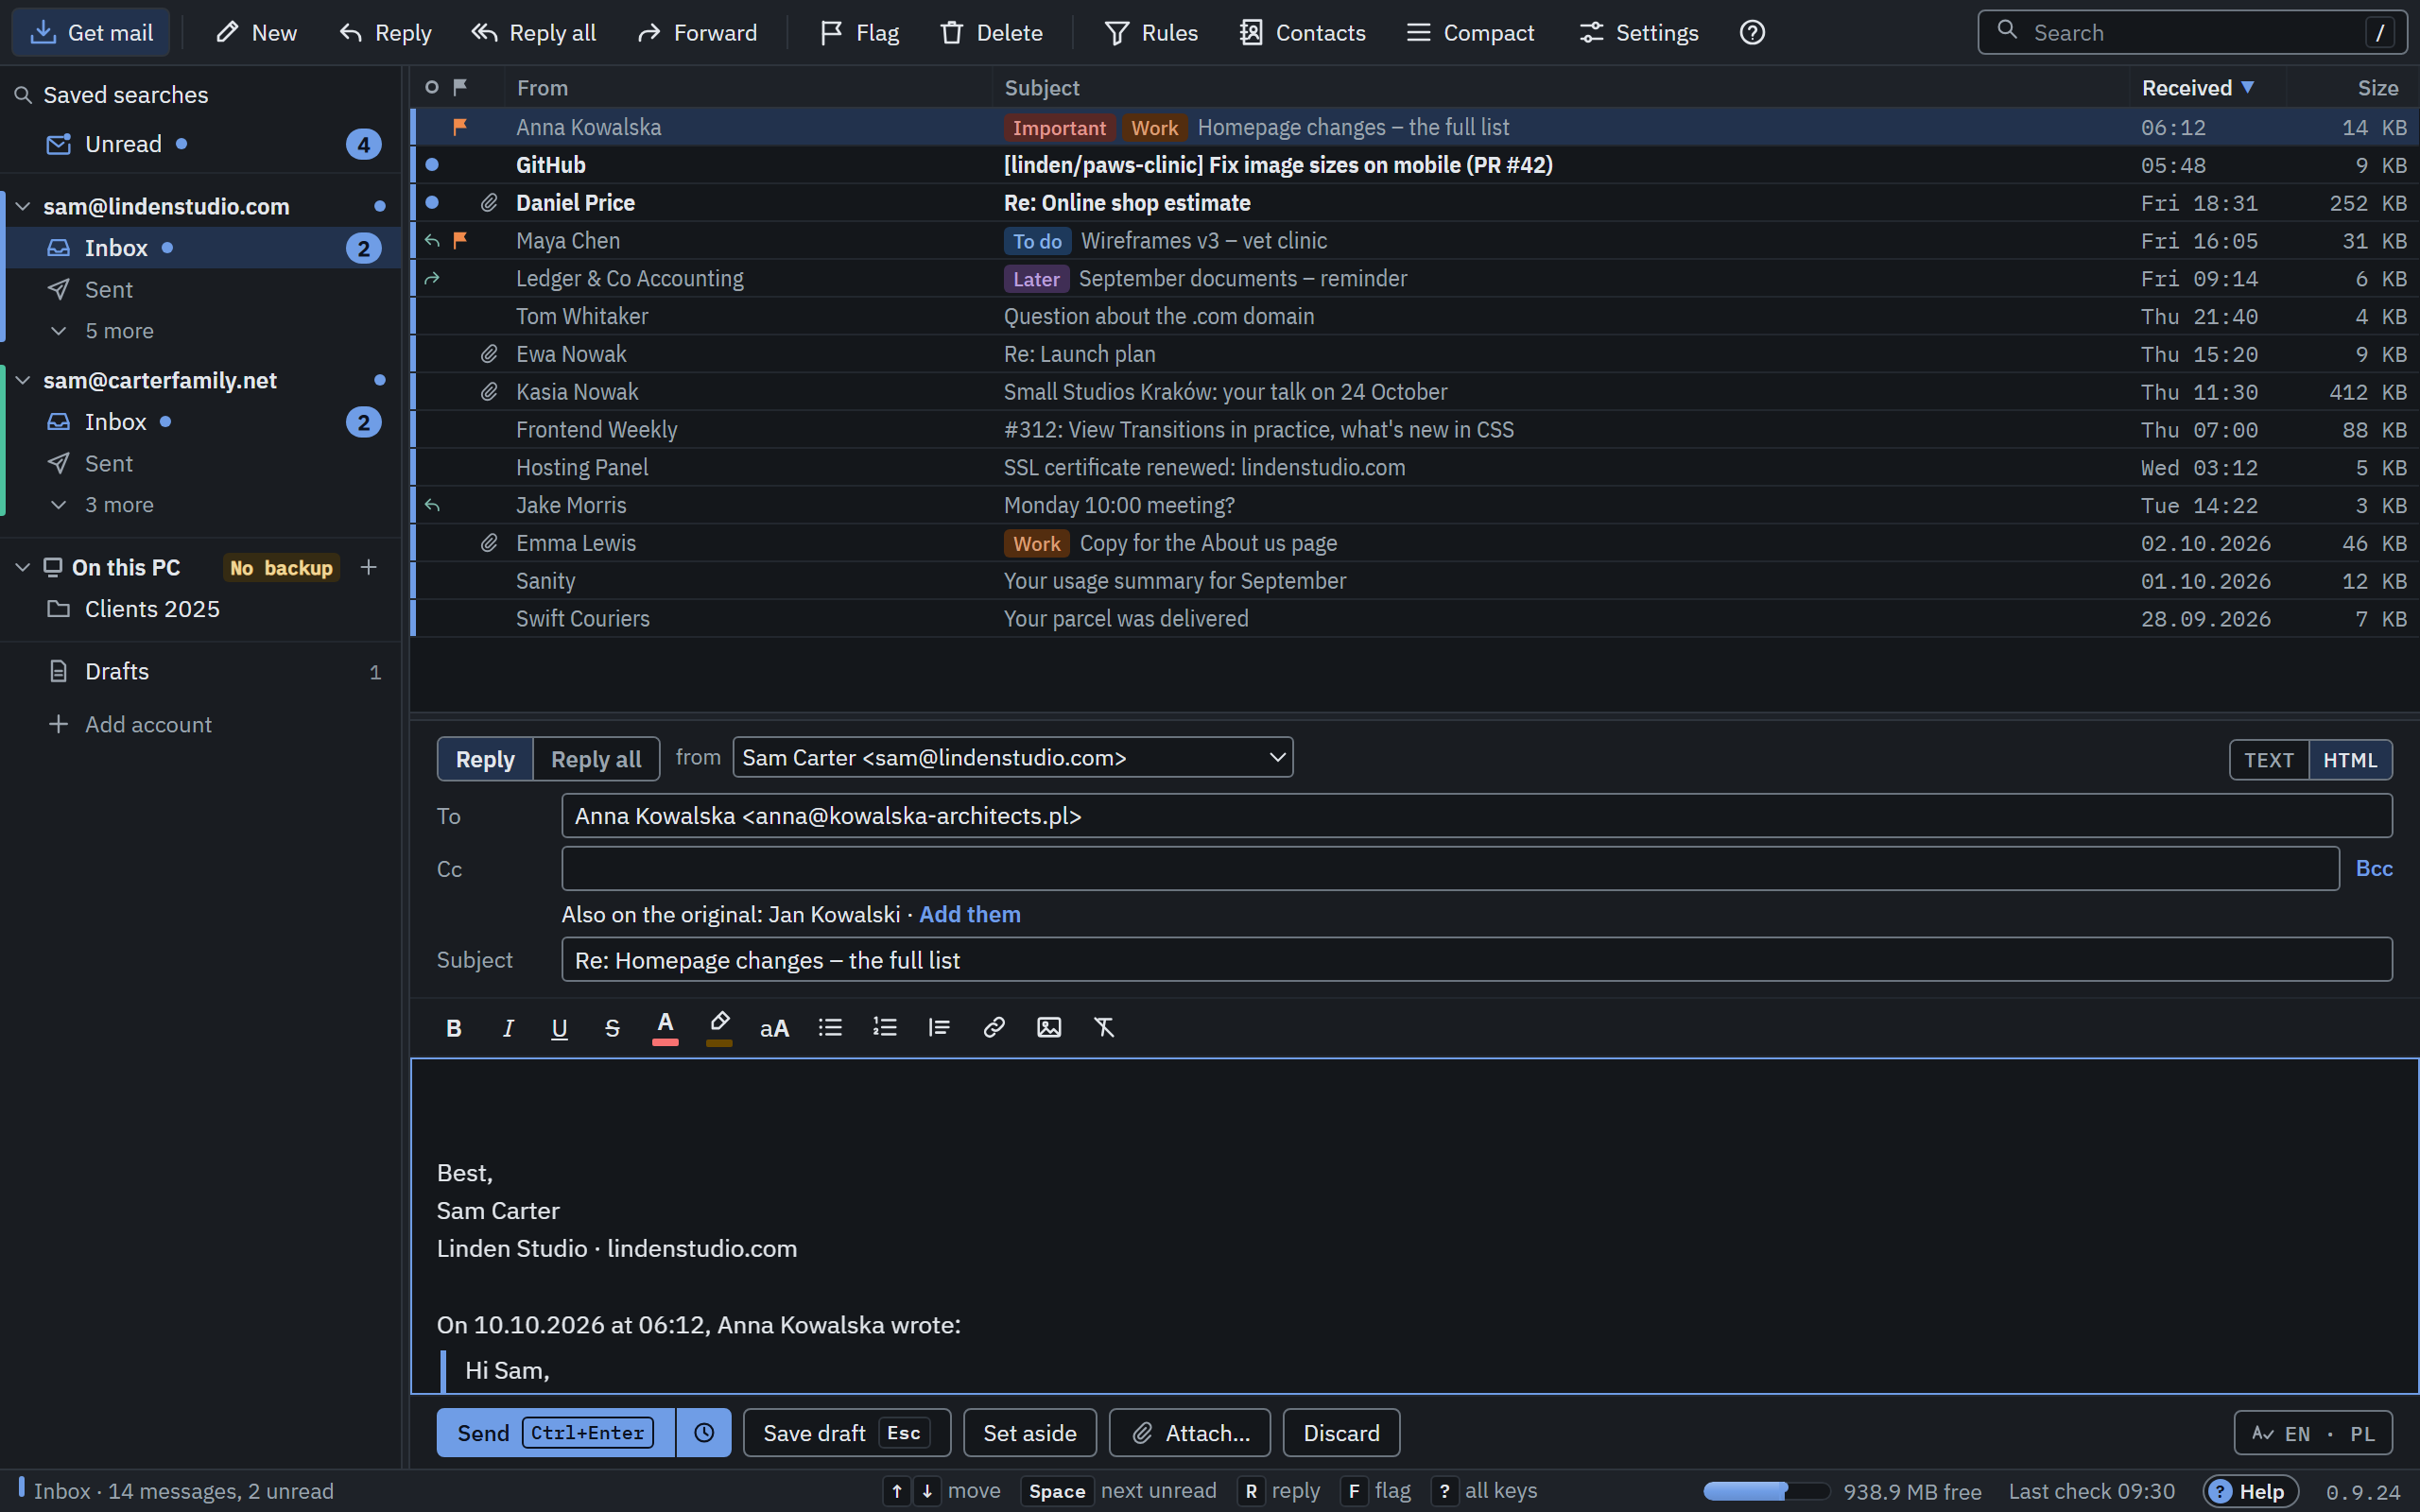 Get mail New Reply Reply all Forward Flag Delete Rules Contacts Compact Settings Search /
Saved searches
Unread 4
sam@lindenstudio.com
Inbox 2
Sent
5 more
sam@carterfamily.net
Inbox 2
Sent
3 more
On this PC No backup
Clients 2025
Drafts 1
Add account
From Subject Received Size
Anna Kowalska Important Work Homepage changes – the full list 06:12 14 KB
GitHub [linden/paws-clinic] Fix image sizes on mobile (PR #42) 05:48 9 KB
Daniel Price Re: Online shop estimate Fri 18:31 252 KB
Maya Chen To do Wireframes v3 – vet clinic Fri 16:05 31 KB
Ledger & Co Accounting Later September documents – reminder Fri 09:14 6 KB
Tom Whitaker Question about the .com domain Thu 21:40 4 KB
Ewa Nowak Re: Launch plan Thu 15:20 9 KB
Kasia Nowak Small Studios Kraków: your talk on 24 October Thu 11:30 412 KB
Frontend Weekly #312: View Transitions in practice, what's new in CSS Thu 07:00 88 KB
Hosting Panel SSL certificate renewed: lindenstudio.com Wed 03:12 5 KB
Jake Morris Monday 10:00 meeting? Tue 14:22 3 KB
Emma Lewis Work Copy for the About us page 02.10.2026 46 KB
Sanity Your usage summary for September 01.10.2026 12 KB
Swift Couriers Your parcel was delivered 28.09.2026 7 KB
Reply Reply all from Sam Carter <sam@lindenstudio.com> TEXT HTML
To Anna Kowalska <anna@kowalska-architects.pl>
Cc Bcc
Also on the original: Jan Kowalski · Add them
Subject Re: Homepage changes – the full list
B I U S A aA
Best,
Sam Carter
Linden Studio · lindenstudio.com
On 10.10.2026 at 06:12, Anna Kowalska wrote:
Hi Sam,
Send Ctrl+Enter Save draft Esc Set aside Attach... Discard EN · PL
Inbox · 14 messages, 2 unread ↑ ↓ move Space next unread R reply F flag ? all keys 938.9 MB free Last check 09:30 ? Help 0.9.24